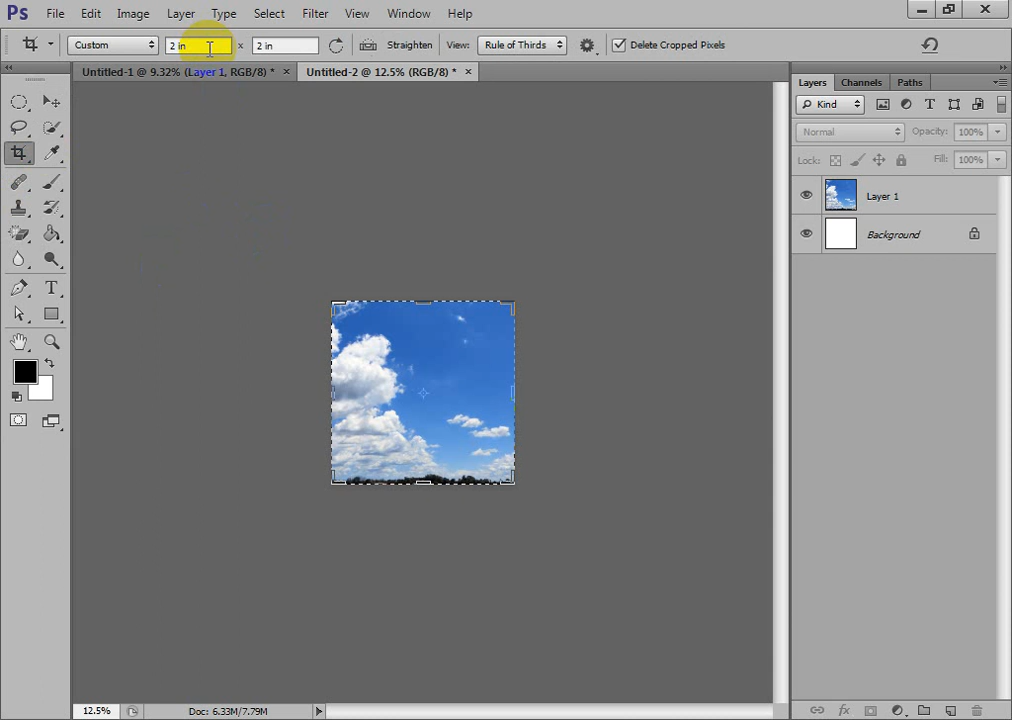 Ps File Edit Image Layer Type Select Filter View Window Help
Custom 2 in x 2 in Straighten View: Rule of Thirds Delete Cropped Pixels
Untitled-1 @ 9.32% (Layer 1, RGB/8) * × Untitled-2 @ 12.5% (RGB/8) * ×
Layers Channels Paths
Kind
Normal Opacity: 100%
Lock: Fill: 100%
Layer 1
Background
12.5% Doc: 6.33M/7.79M